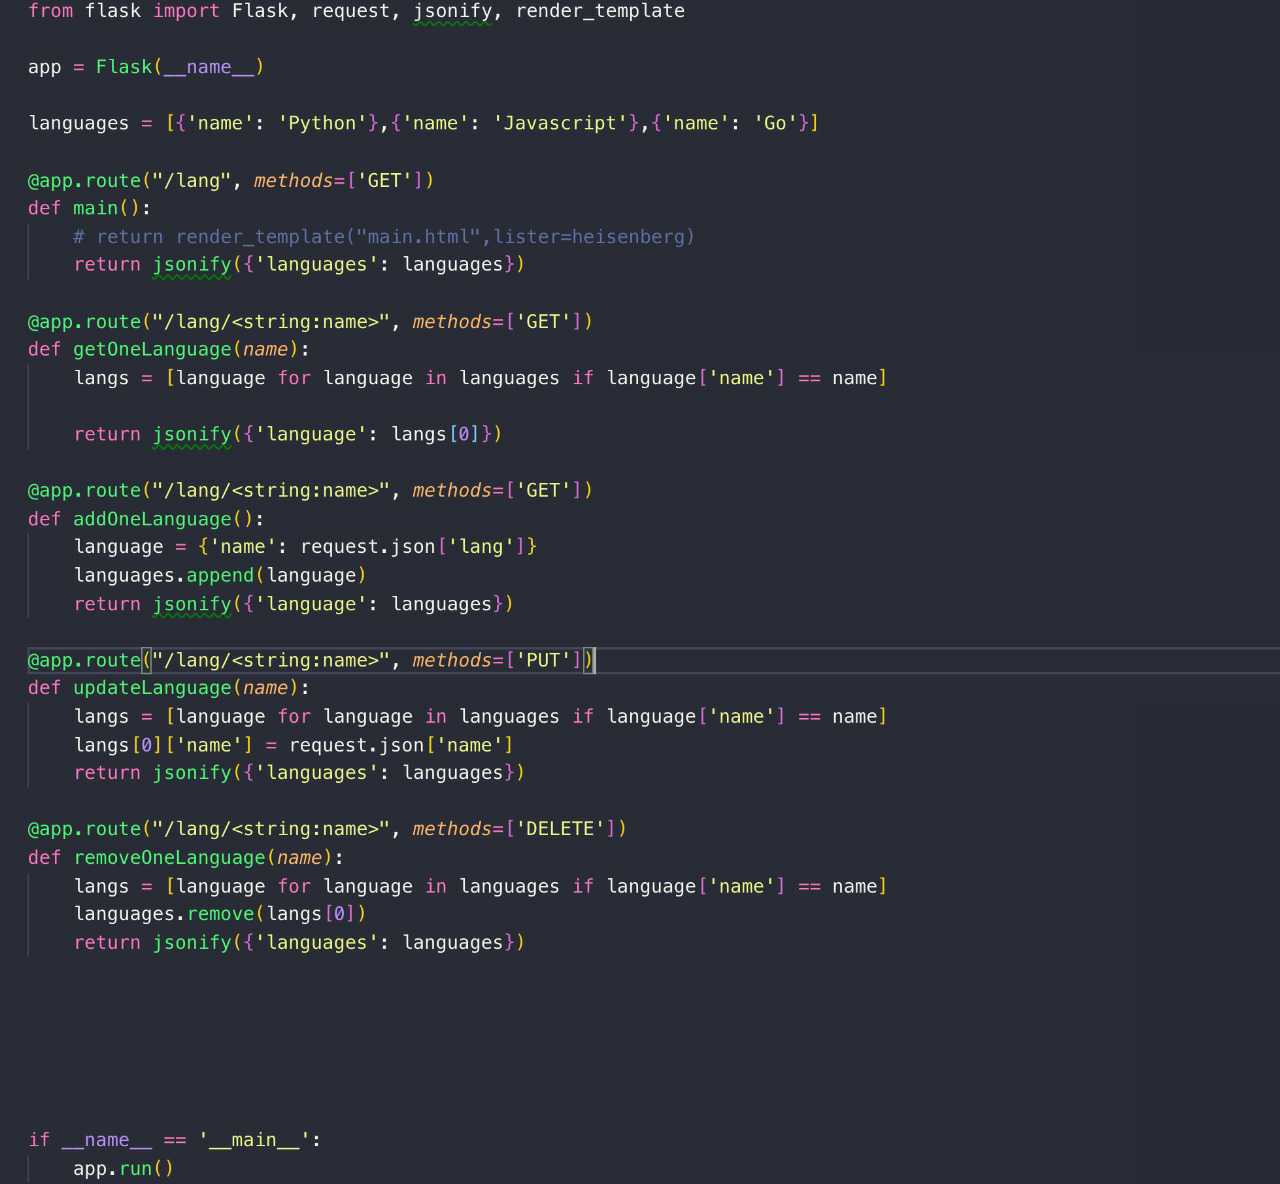 from flask import Flask, request, jsonify, render_template
app = Flask(__name__)
languages = [{'name': 'Python'},{'name': 'Javascript'},{'name': 'Go'}]
@app.route("/lang", methods=['GET'])
def main():
    # return render_template("main.html",lister=heisenberg)
    return jsonify({'languages': languages})
@app.route("/lang/<string:name>", methods=['GET'])
def getOneLanguage(name):
    langs = [language for language in languages if language['name'] == name]
    return jsonify({'language': langs[0]})
@app.route("/lang/<string:name>", methods=['GET'])
def addOneLanguage():
    language = {'name': request.json['lang']}
    languages.append(language)
    return jsonify({'language': languages})
@app.route("/lang/<string:name>", methods=['PUT'])
def updateLanguage(name):
    langs = [language for language in languages if language['name'] == name]
    langs[0]['name'] = request.json['name']
    return jsonify({'languages': languages})
@app.route("/lang/<string:name>", methods=['DELETE'])
def removeOneLanguage(name):
    langs = [language for language in languages if language['name'] == name]
    languages.remove(langs[0])
    return jsonify({'languages': languages})
if __name__ == '__main__':
    app.run()